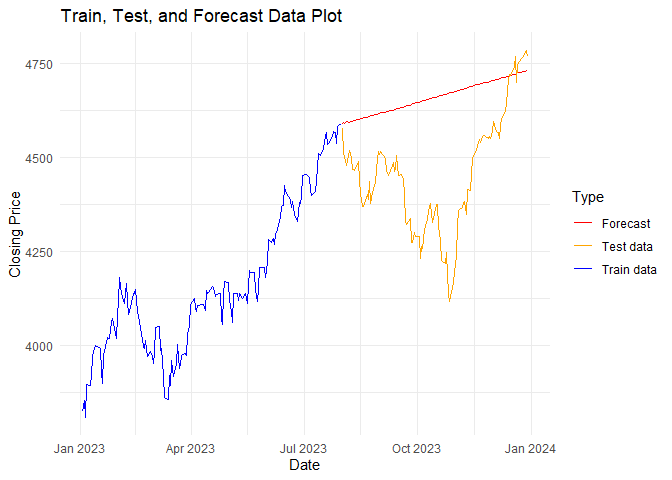 Train, Test, and Forecast Data Plot
Closing Price
4750
4500
4250
4000
Jan 2023
Apr 2023
Jul 2023
Oct 2023
Jan 2024
Date
Type
Forecast
Test data
Train data